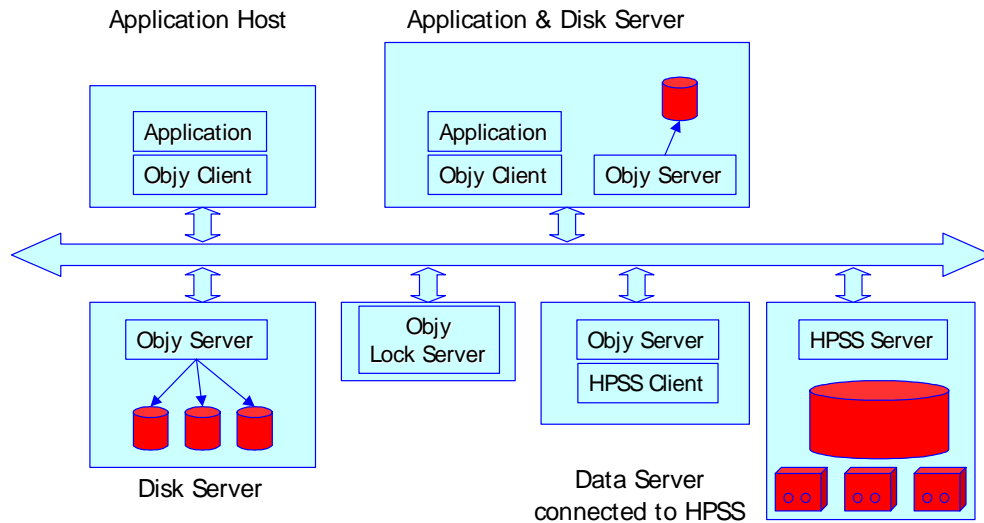 Application Host
Application & Disk Server
Application
Objy Client
Application
Objy Client
Objy Server
Objy Server
Objy
Lock Server
Objy Server
HPSS Client
HPSS Server
Disk Server
Data Server
connected to HPSS